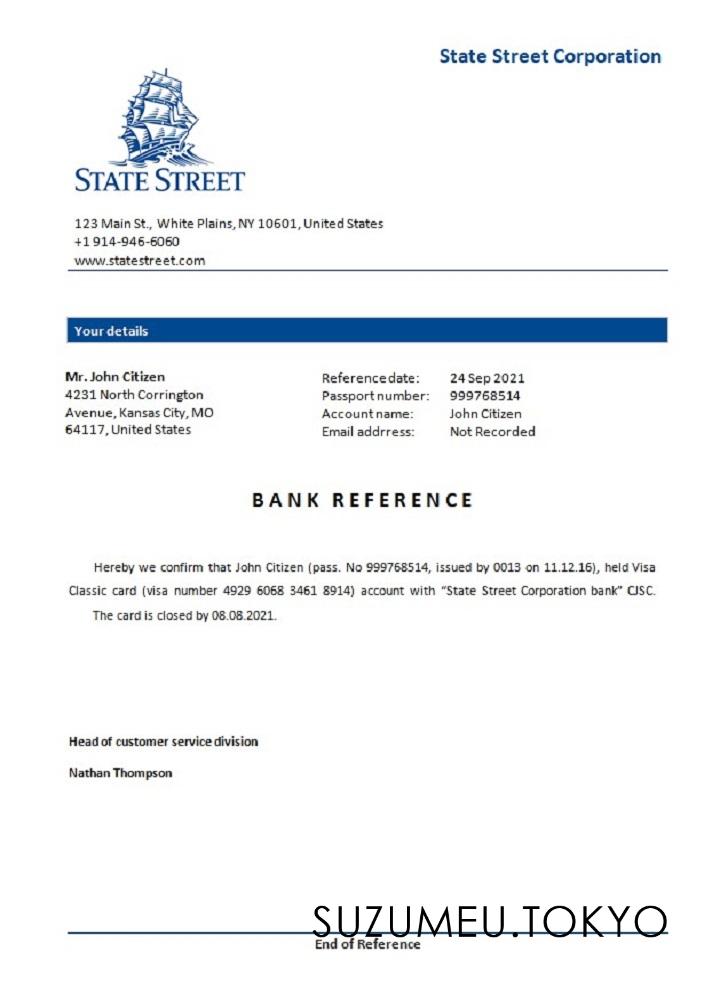 State Street Corporation
STATE STREET
123 Main St., White Plains, NY 10601, United States
+1 914-946-6060
www.statestreet.com
Your details
Mr. John Citizen
4231 North Corrington
Avenue, Kansas City, MO
64117, United States
Reference date: 24 Sep 2021
Passport number: 999768514
Account name: John Citizen
Email addrress: Not Recorded
BANK REFERENCE
Hereby we confirm that John Citizen (pass. No 999768514, issued by 0013 on 11.12.16), held Visa
Classic card (visa number 4929 6068 3461 8914) account with “State Street Corporation bank” CJSC.
The card is closed by 08.08.2021.
Head of customer service division
Nathan Thompson
SUZUMEU.TOKYO
End of Reference